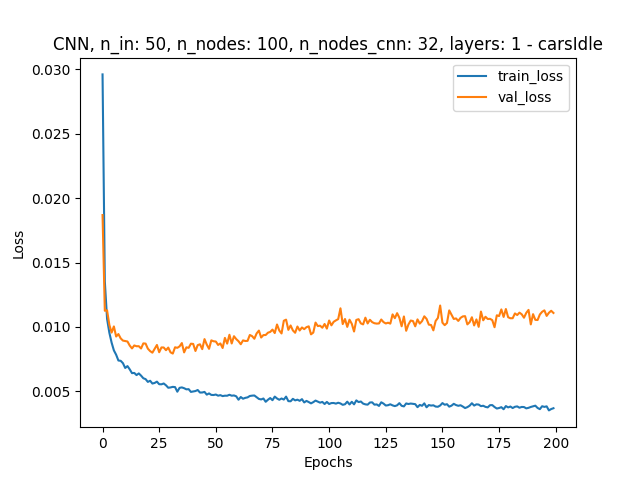 CNN, n_in: 50, n_nodes: 100, n_nodes_cnn: 32, layers: 1 - carsIdle
train_loss
val_loss
0.030
0.025
0.020
0.015
0.010
0.005
Loss
0 25 50 75 100 125 150 175 200
Epochs